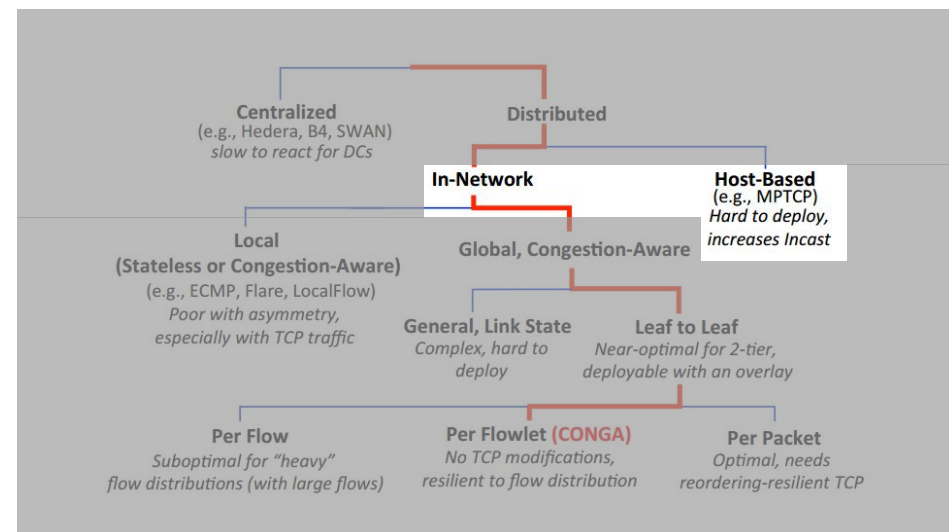 Centralized
(e.g., Hedera, B4, SWAN)
slow to react for DCs
Distributed
In-Network
Host-Based
(e.g., MPTCP)
Hard to deploy,
increases Incast
Local
(Stateless or Congestion-Aware)
(e.g., ECMP, Flare, LocalFlow)
Poor with asymmetry,
especially with TCP traffic
Global, Congestion-Aware
General, Link State
Complex, hard to
deploy
Leaf to Leaf
Near-optimal for 2-tier,
deployable with an overlay
Per Flow
Suboptimal for “heavy”
flow distributions (with large flows)
Per Flowlet (CONGA)
No TCP modifications,
resilient to flow distribution
Per Packet
Optimal, needs
reordering-resilient TCP